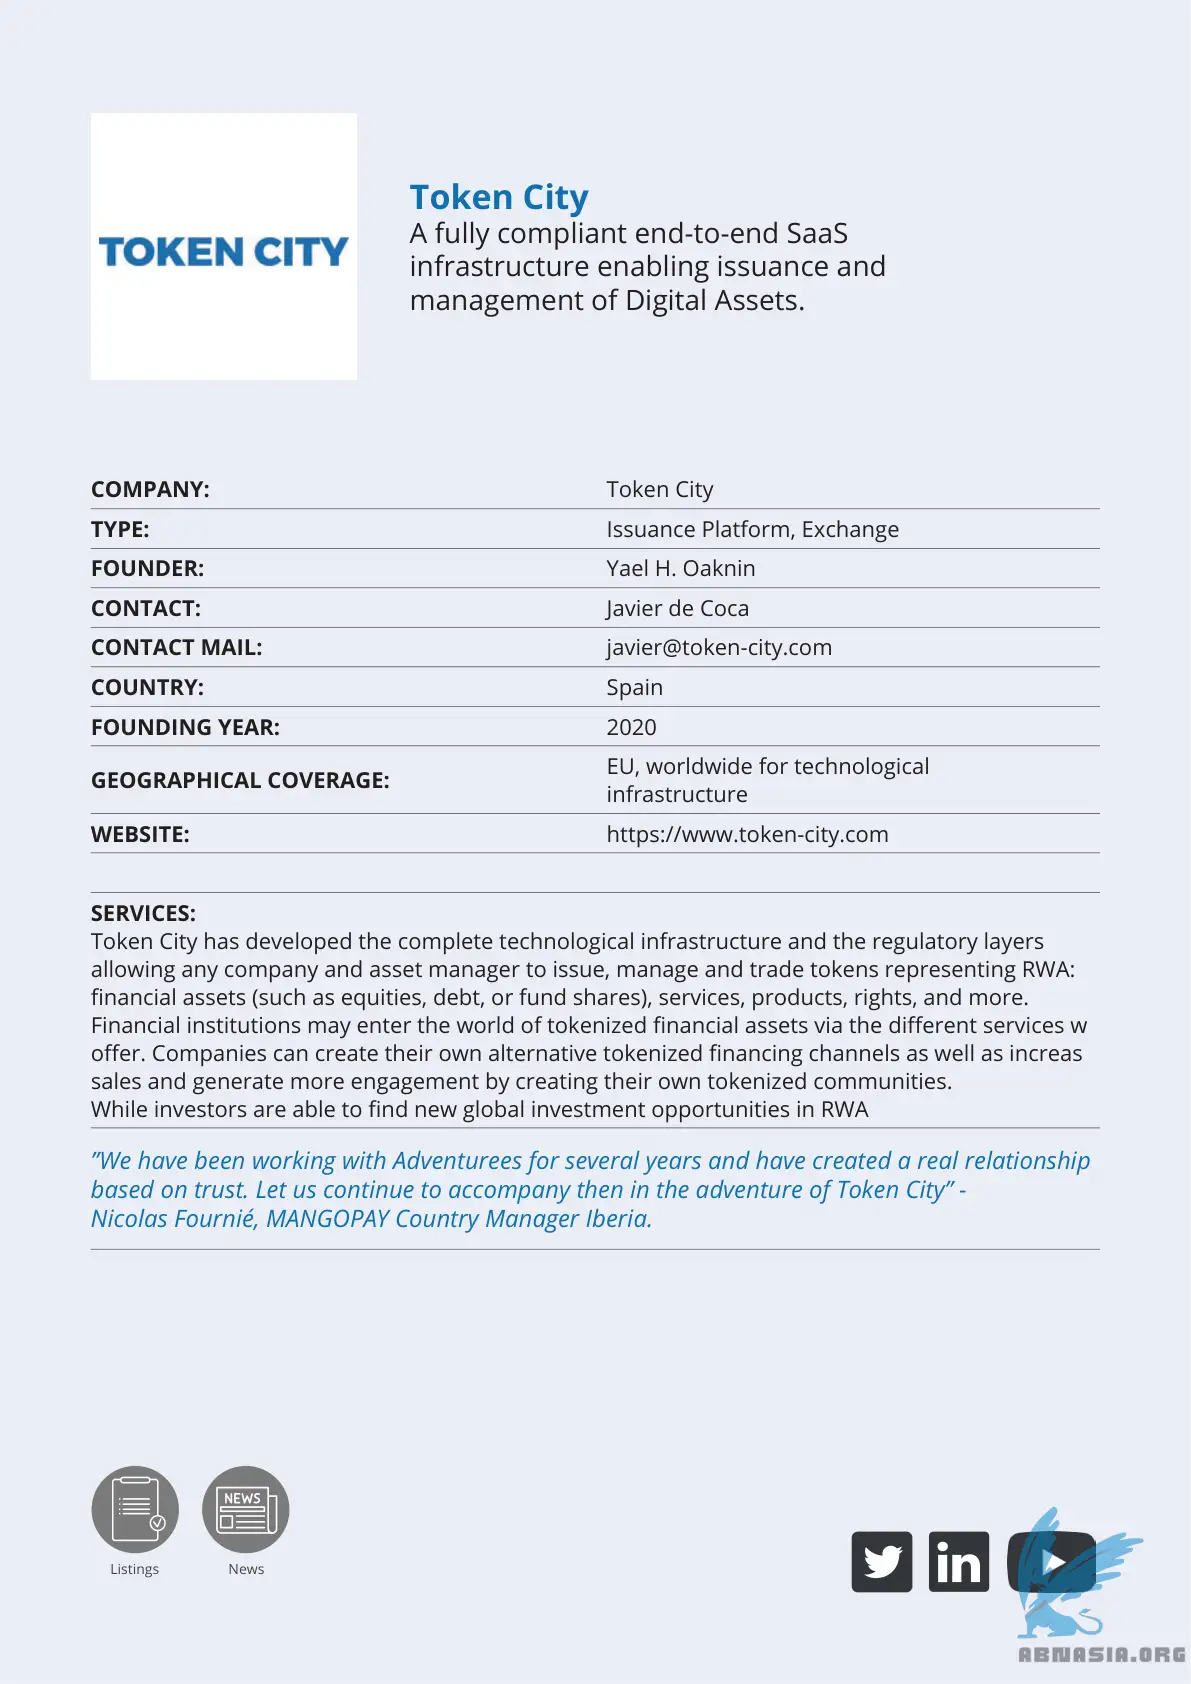 TOKEN CITY
Token City
A fully compliant end-to-end SaaS
infrastructure enabling issuance and
management of Digital Assets.
COMPANY: Token City
TYPE: Issuance Platform, Exchange
FOUNDER: Yael H. Oaknin
CONTACT: Javier de Coca
CONTACT MAIL: javier@token-city.com
COUNTRY: Spain
FOUNDING YEAR: 2020
GEOGRAPHICAL COVERAGE: EU, worldwide for technological
infrastructure
WEBSITE: https://www.token-city.com
SERVICES:
Token City has developed the complete technological infrastructure and the regulatory layers
allowing any company and asset manager to issue, manage and trade tokens representing RWA:
financial assets (such as equities, debt, or fund shares), services, products, rights, and more.
Financial institutions may enter the world of tokenized financial assets via the different services w
offer. Companies can create their own alternative tokenized financing channels as well as increas
sales and generate more engagement by creating their own tokenized communities.
While investors are able to find new global investment opportunities in RWA
”We have been working with Adventurees for several years and have created a real relationship
based on trust. Let us continue to accompany then in the adventure of Token City” -
Nicolas Fournié, MANGOPAY Country Manager Iberia.
NEWS
Listings
News
in
ABNASIA.ORG